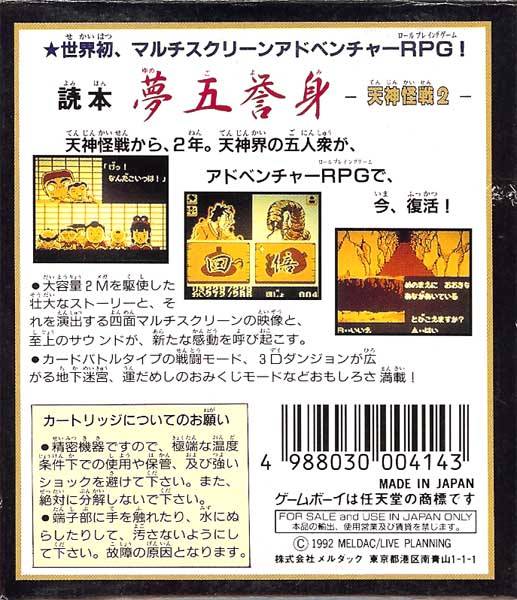 ★世界初、マルチスクリーンアドベンチャーRPG!
読本 夢五誉身 −天神怪戦2−
天神怪戦から、2年。天神界の五人衆が、
アドベンチャーRPGで、
今、復活!
「げっ!
なんだこいつは!」
回 悟
004
めのまえに おおきな
あながあいている
とびこえますか?
●大容量2Mを駆使した
壮大なストーリーと、そ
れを演出する四面マルチスクリーンの映像と、
至上のサウンドが、新たな感動を呼び起こす。
●カードバトルタイプの戦闘モード、3Dダンジョンが広
がる地下迷宮、運だめしのおみくじモードなどおもしろさ満載!
カートリッジについてのお願い
●精密機器ですので、極端な温度
条件下での使用や保管、及び強い
ショックを避けて下さい。また、
絶対に分解しないで下さい。
●端子部に手を触れたり、水にぬ
らしたりして、汚さないようにし
て下さい。故障の原因となります。
4 988030 004143
MADE IN JAPAN
ゲームボーイは任天堂の商標です
FOR SALE and USE IN JAPAN ONLY
本品の輸出、使用営業及び賃貸を禁じます。
(C) 1992 MELDAC/LIVE PLANNING
株式会社 メルダック 東京都港区南青山1-1-1